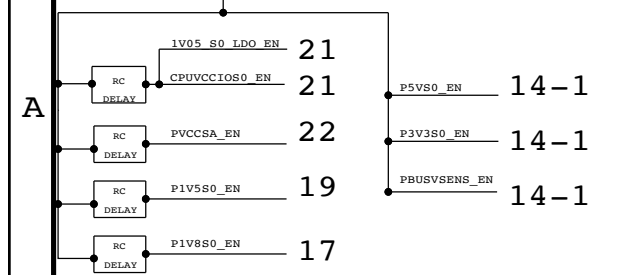 1V05_S0_LDO_EN 21
RC DELAY CPUVCCIOS0_EN 21
P5VS0_EN 14-1
A
RC DELAY PVCCSA_EN 22
P3V3S0_EN 14-1
RC DELAY P1V5S0_EN 19
PBUSVSENS_EN 14-1
RC DELAY P1V8S0_EN 17